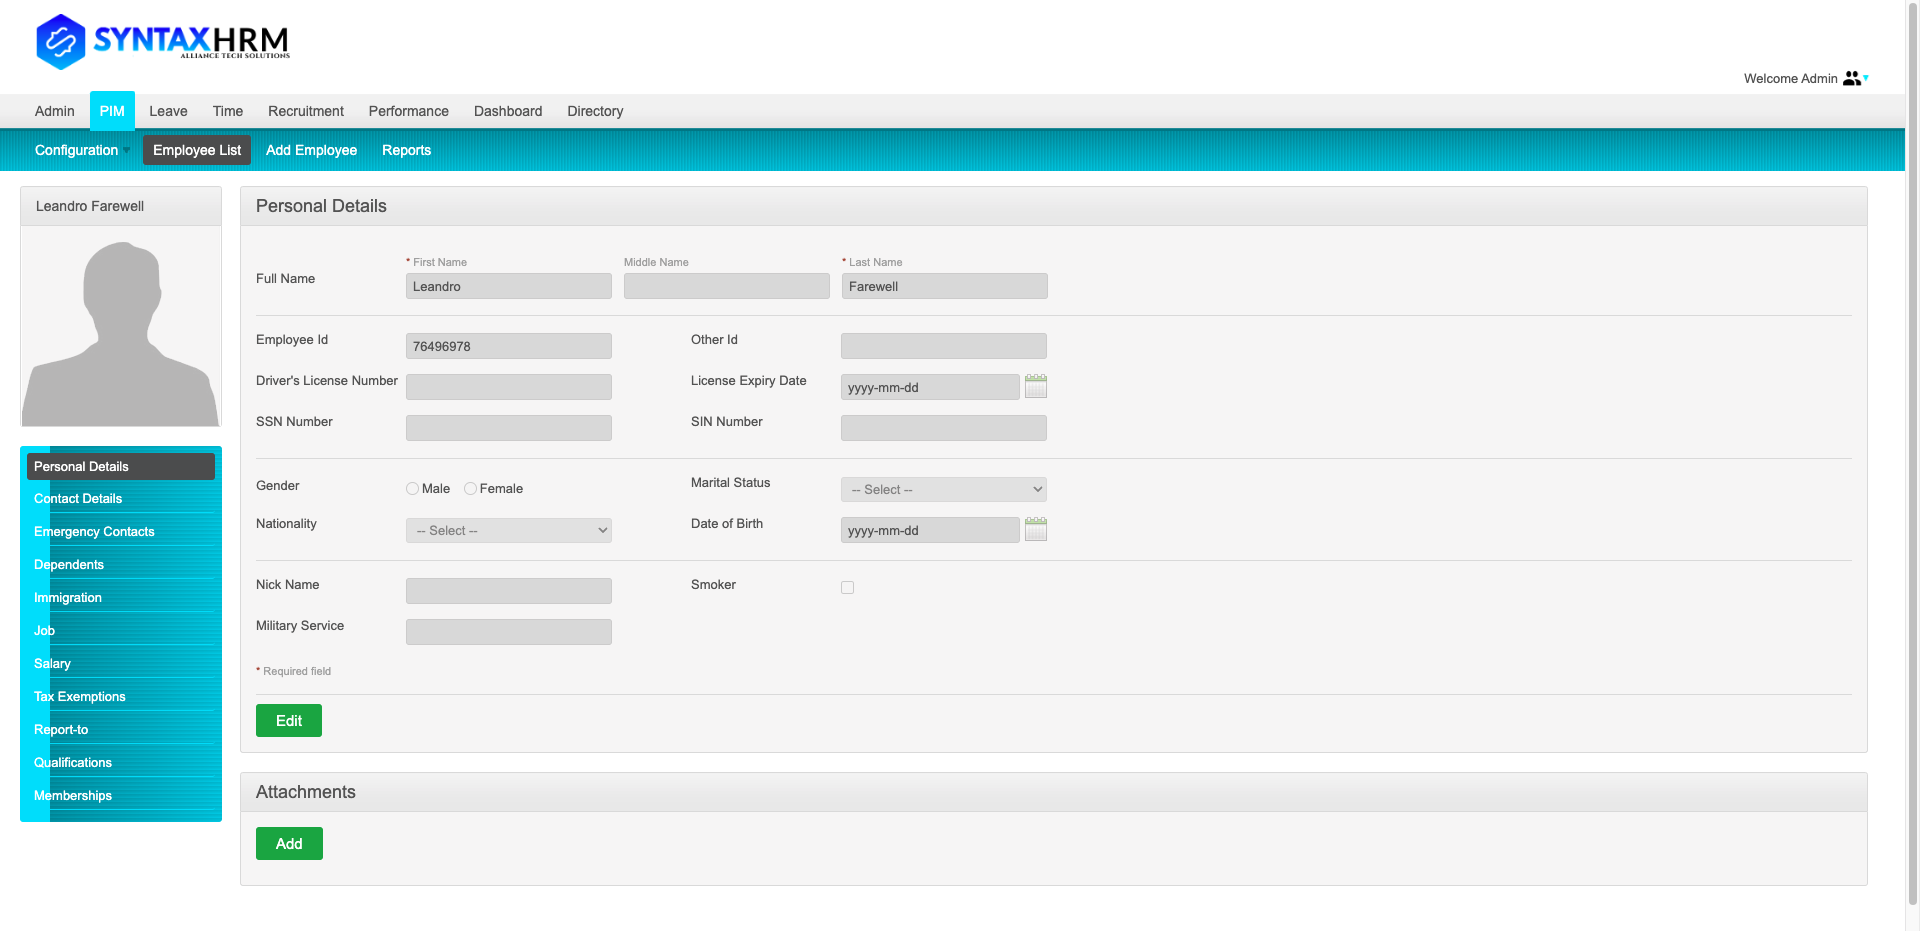 SYNTAXHRM
ALLIANCE TECH SOLUTIONS
Welcome Admin
Admin PIM Leave Time Recruitment Performance Dashboard Directory
Configuration Employee List Add Employee Reports
Leandro Farewell
Personal Details
Contact Details
Emergency Contacts
Dependents
Immigration
Job
Salary
Tax Exemptions
Report-to
Qualifications
Memberships
Personal Details
* First Name Middle Name * Last Name
Full Name Leandro Farewell
Employee Id 76496978 Other Id
Driver's License Number License Expiry Date yyyy-mm-dd
SSN Number SIN Number
Gender Male Female Marital Status -- Select --
Nationality -- Select -- Date of Birth yyyy-mm-dd
Nick Name Smoker
Military Service
* Required field
Edit
Attachments
Add